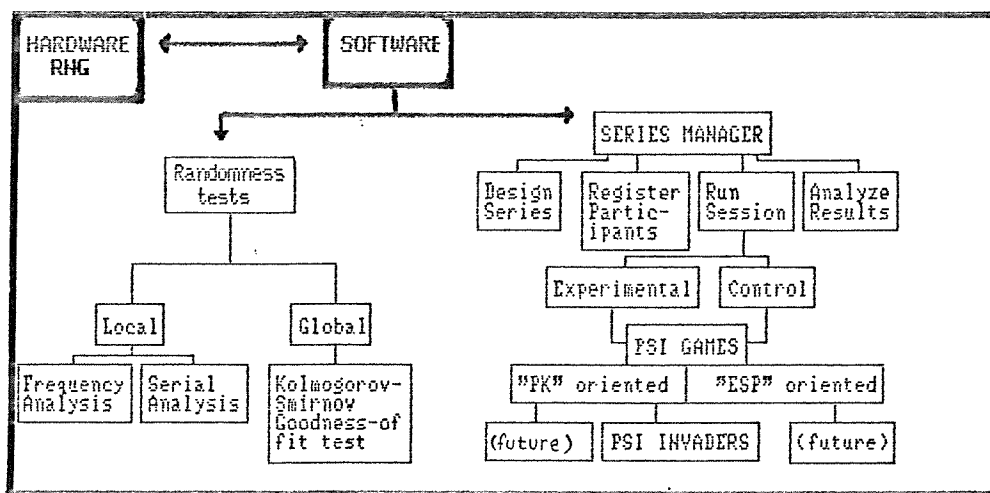 HARDWARE
RNG
SOFTWARE
SERIES MANAGER
Randomness
tests
Design
Series
Register
Partic-
ipants
Run
Session
Analyze
Results
Experimental
Control
Local
Global
PSI GAMES
Frequency
Analysis
Serial
Analysis
Kolmogorov-
Smirnov
Goodness-of
fit test
"PK" oriented
"ESP" oriented
(future)
PSI INVADERS
(future)